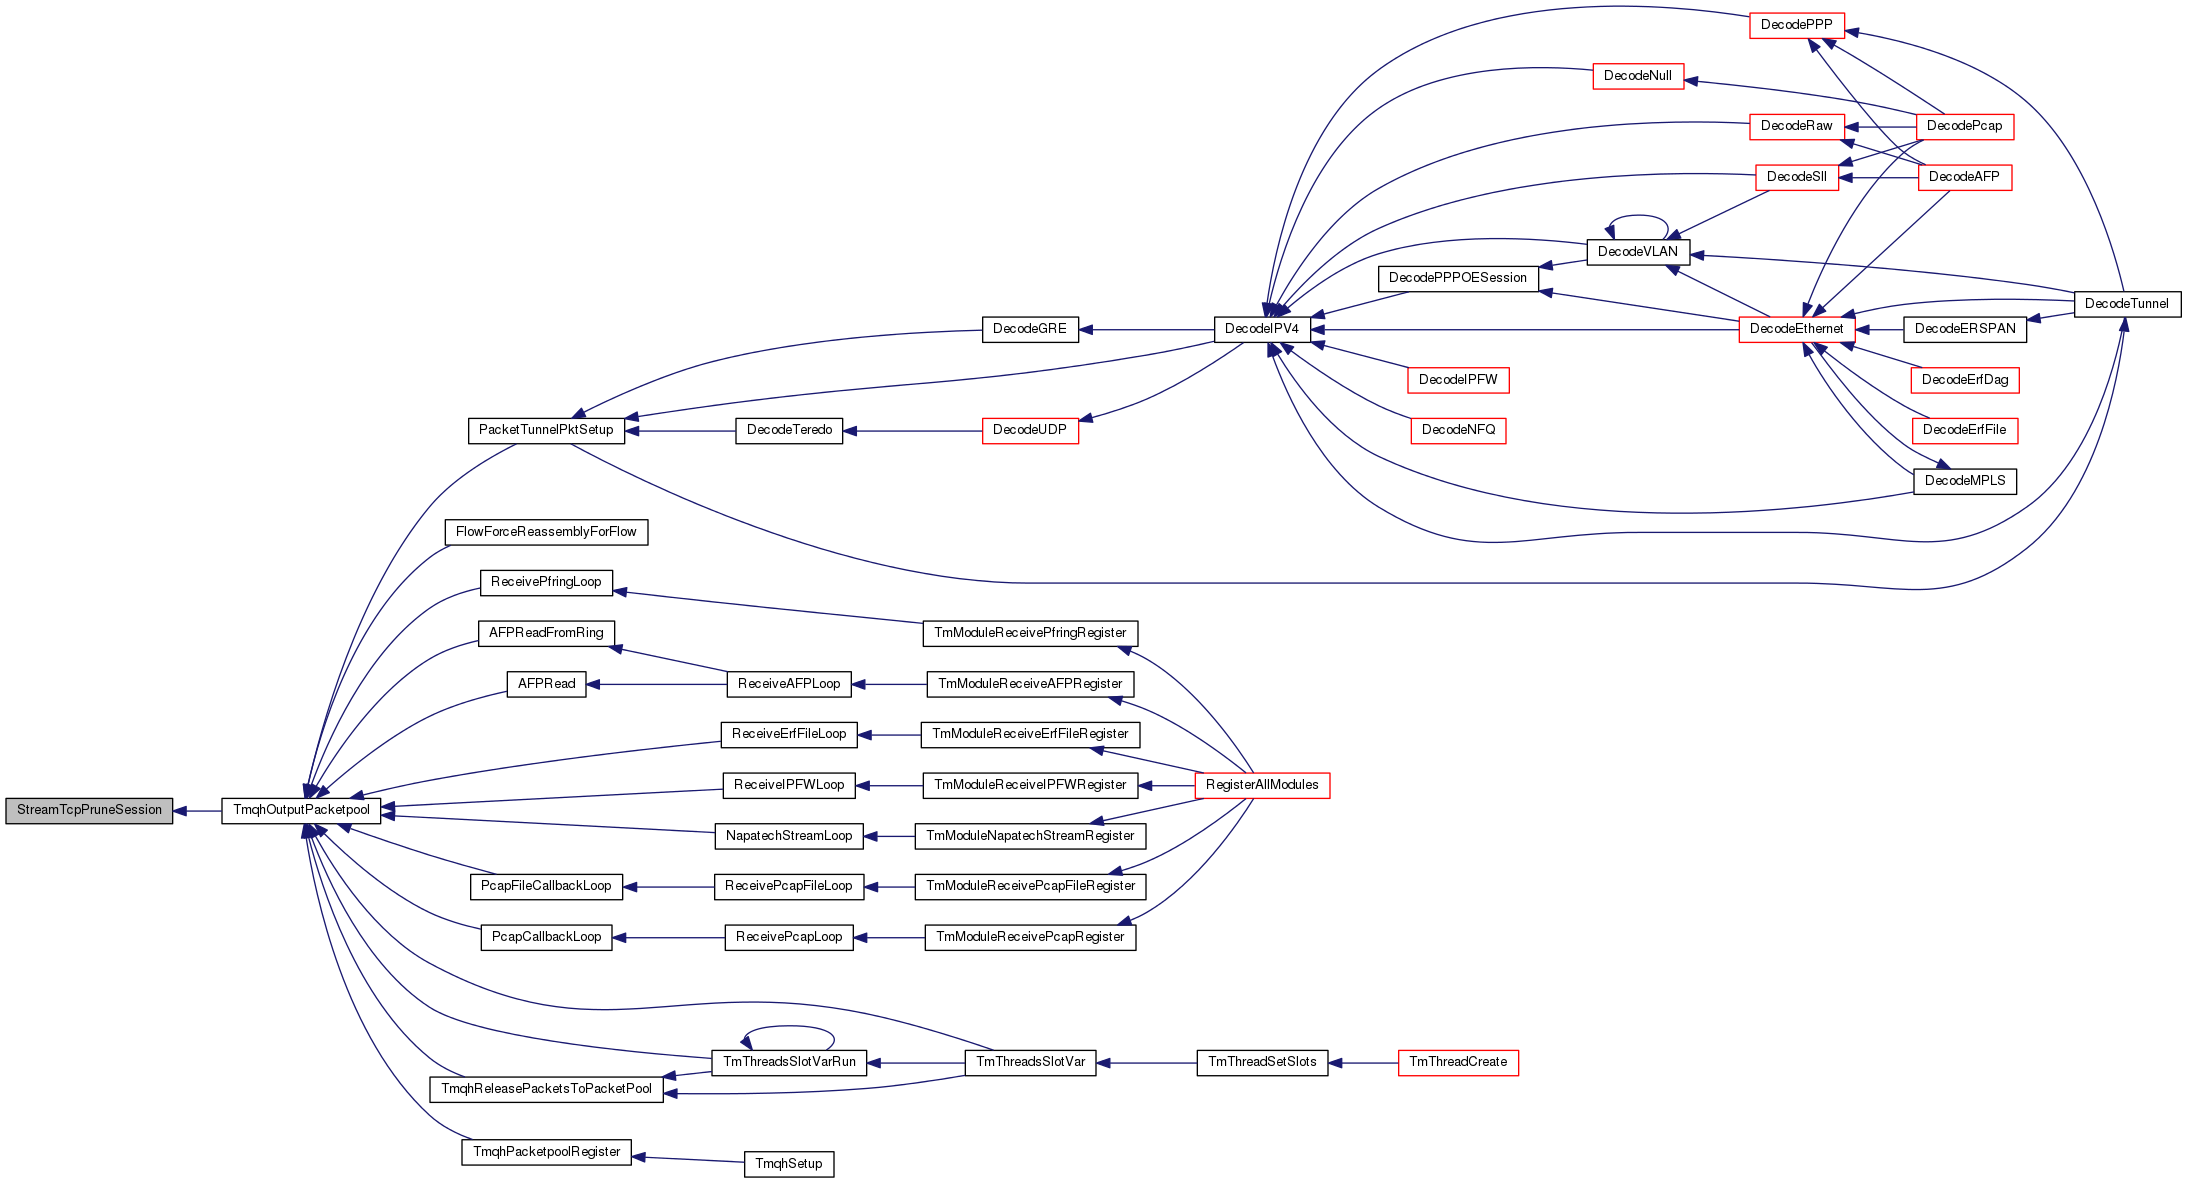 DecodePPP
DecodeNull
DecodeRaw
DecodePcap
DecodeSll
DecodeAFP
DecodeVLAN
DecodePPPOESession
DecodeTunnel
DecodeGRE
DecodeIPV4
DecodeEthernet
DecodeERSPAN
DecodeIPFW
DecodeErfDag
PacketTunnelPktSetup
DecodeTeredo
DecodeUDP
DecodeNFQ
DecodeErfFile
DecodeMPLS
FlowForceReassemblyForFlow
ReceivePfringLoop
AFPReadFromRing
TmModuleReceivePfringRegister
AFPRead
ReceiveAFPLoop
TmModuleReceiveAFPRegister
ReceiveErfFileLoop
TmModuleReceiveErfFileRegister
ReceiveIPFWLoop
TmModuleReceiveIPFWRegister
RegisterAllModules
StreamTcpPruneSession
TmqhOutputPacketpool
NapatechStreamLoop
TmModuleNapatechStreamRegister
PcapFileCallbackLoop
ReceivePcapFileLoop
TmModuleReceivePcapFileRegister
PcapCallbackLoop
ReceivePcapLoop
TmModuleReceivePcapRegister
TmThreadsSlotVarRun
TmThreadsSlotVar
TmThreadSetSlots
TmThreadCreate
TmqhReleasePacketsToPacketPool
TmqhPacketpoolRegister
TmqhSetup